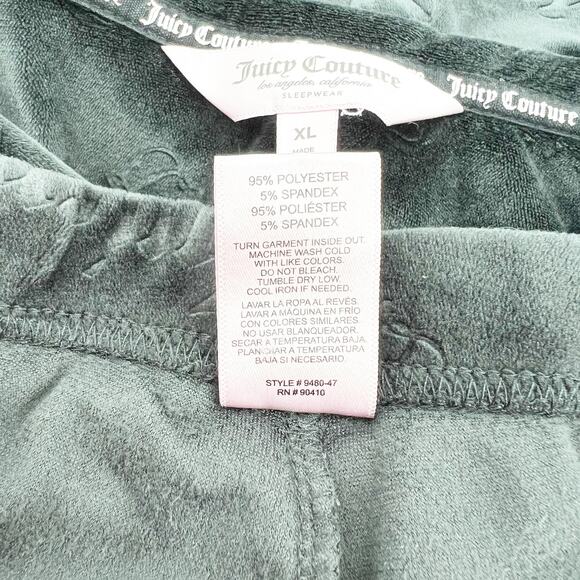 Juicy Couture
Juicy Couture
los angeles, california
SLEEPWEAR
Juicy Couture
XL
MADE
95% POLYESTER
5% SPANDEX
95% POLIÉSTER
5% SPANDEX
TURN GARMENT INSIDE OUT.
MACHINE WASH COLD
WITH LIKE COLORS.
DO NOT BLEACH.
TUMBLE DRY LOW.
COOL IRON IF NEEDED.
LAVAR LA ROPA AL REVÉS
LAVAR A MÁQUINA EN FRÍO
CON COLORES SIMILARES
NO USAR BLANQUEADOR.
SECAR A TEMPERATURA BAJA.
PLANCHAR A TEMPERATURA
BAJA SI NECESARIO.
STYLE # 9480-47
RN # 90410